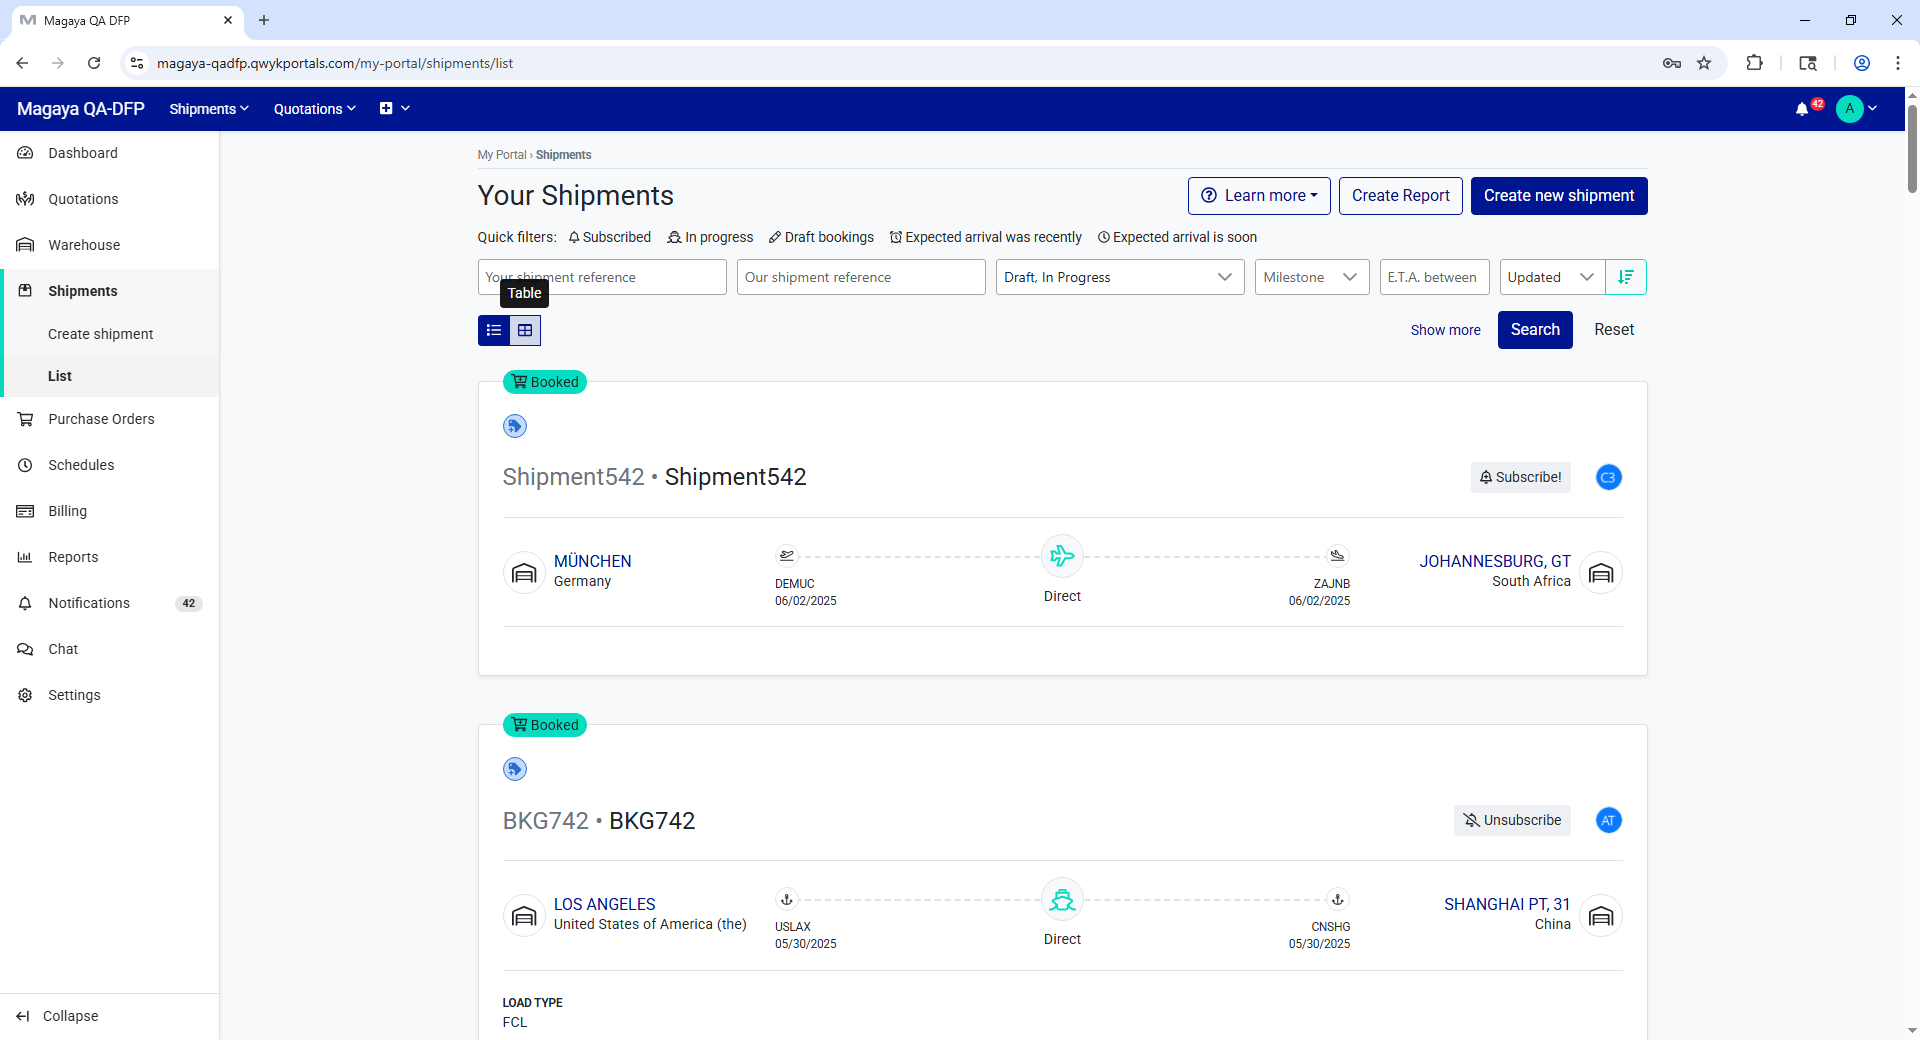 Magaya QA DFP
magaya-qadfp.qwykportals.com/my-portal/shipments/list
Magaya QA-DFP Shipments Quotations 42 A
Dashboard
Quotations
Warehouse
Shipments
Create shipment
List
Purchase Orders
Schedules
Billing
Reports
Notifications 42
Chat
Settings
Collapse
My Portal › Shipments
Your Shipments
Learn more Create Report Create new shipment
Quick filters: Subscribed In progress Draft bookings Expected arrival was recently Expected arrival is soon
Your shipment reference Our shipment reference Draft, In Progress Milestone E.T.A. between Updated
Table
Show more Search Reset
Booked
Shipment542 • Shipment542
Subscribe! C3
MÜNCHEN
Germany
DEMUC
06/02/2025
Direct
ZAJNB
06/02/2025
JOHANNESBURG, GT
South Africa
Booked
BKG742 • BKG742
Unsubscribe AT
LOS ANGELES
United States of America (the)
USLAX
05/30/2025
Direct
CNSHG
05/30/2025
SHANGHAI PT, 31
China
LOAD TYPE
FCL